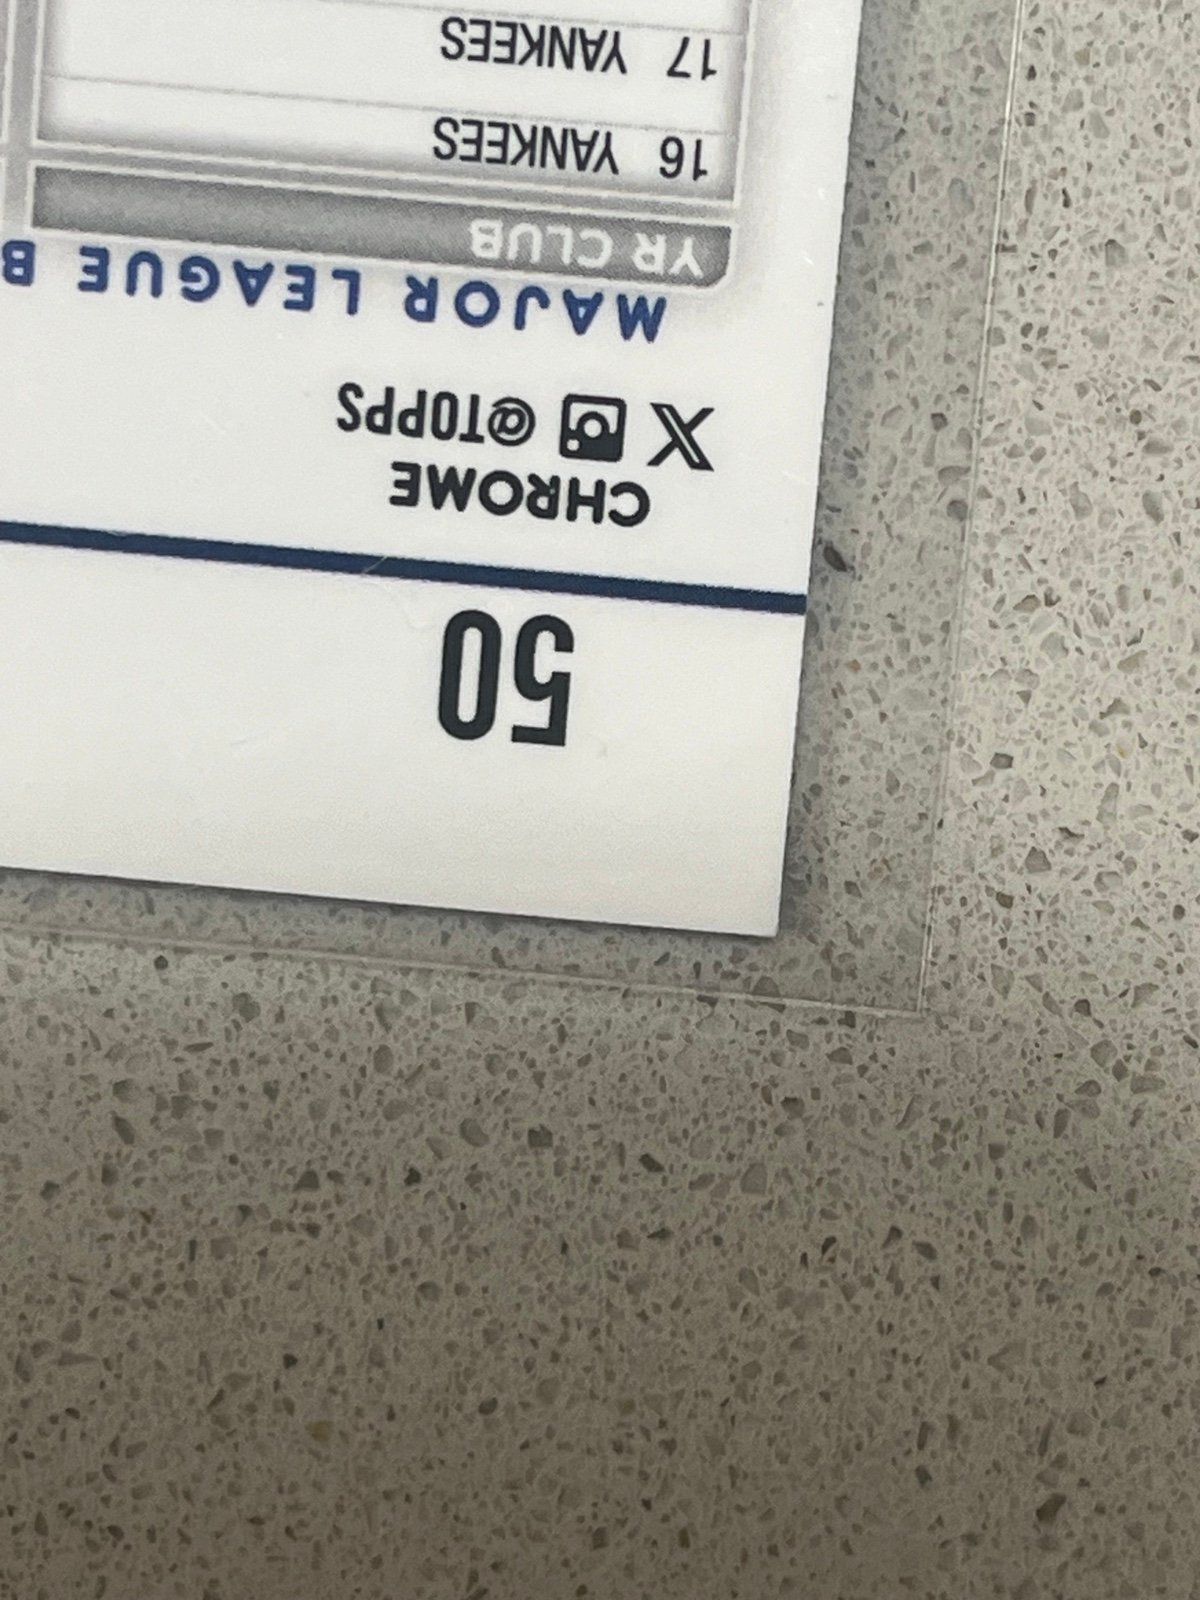 50
CHROME
X @TOPPS
MAJOR LEAGUE B
YR CLUB
16 YANKEES
17 YANKEES